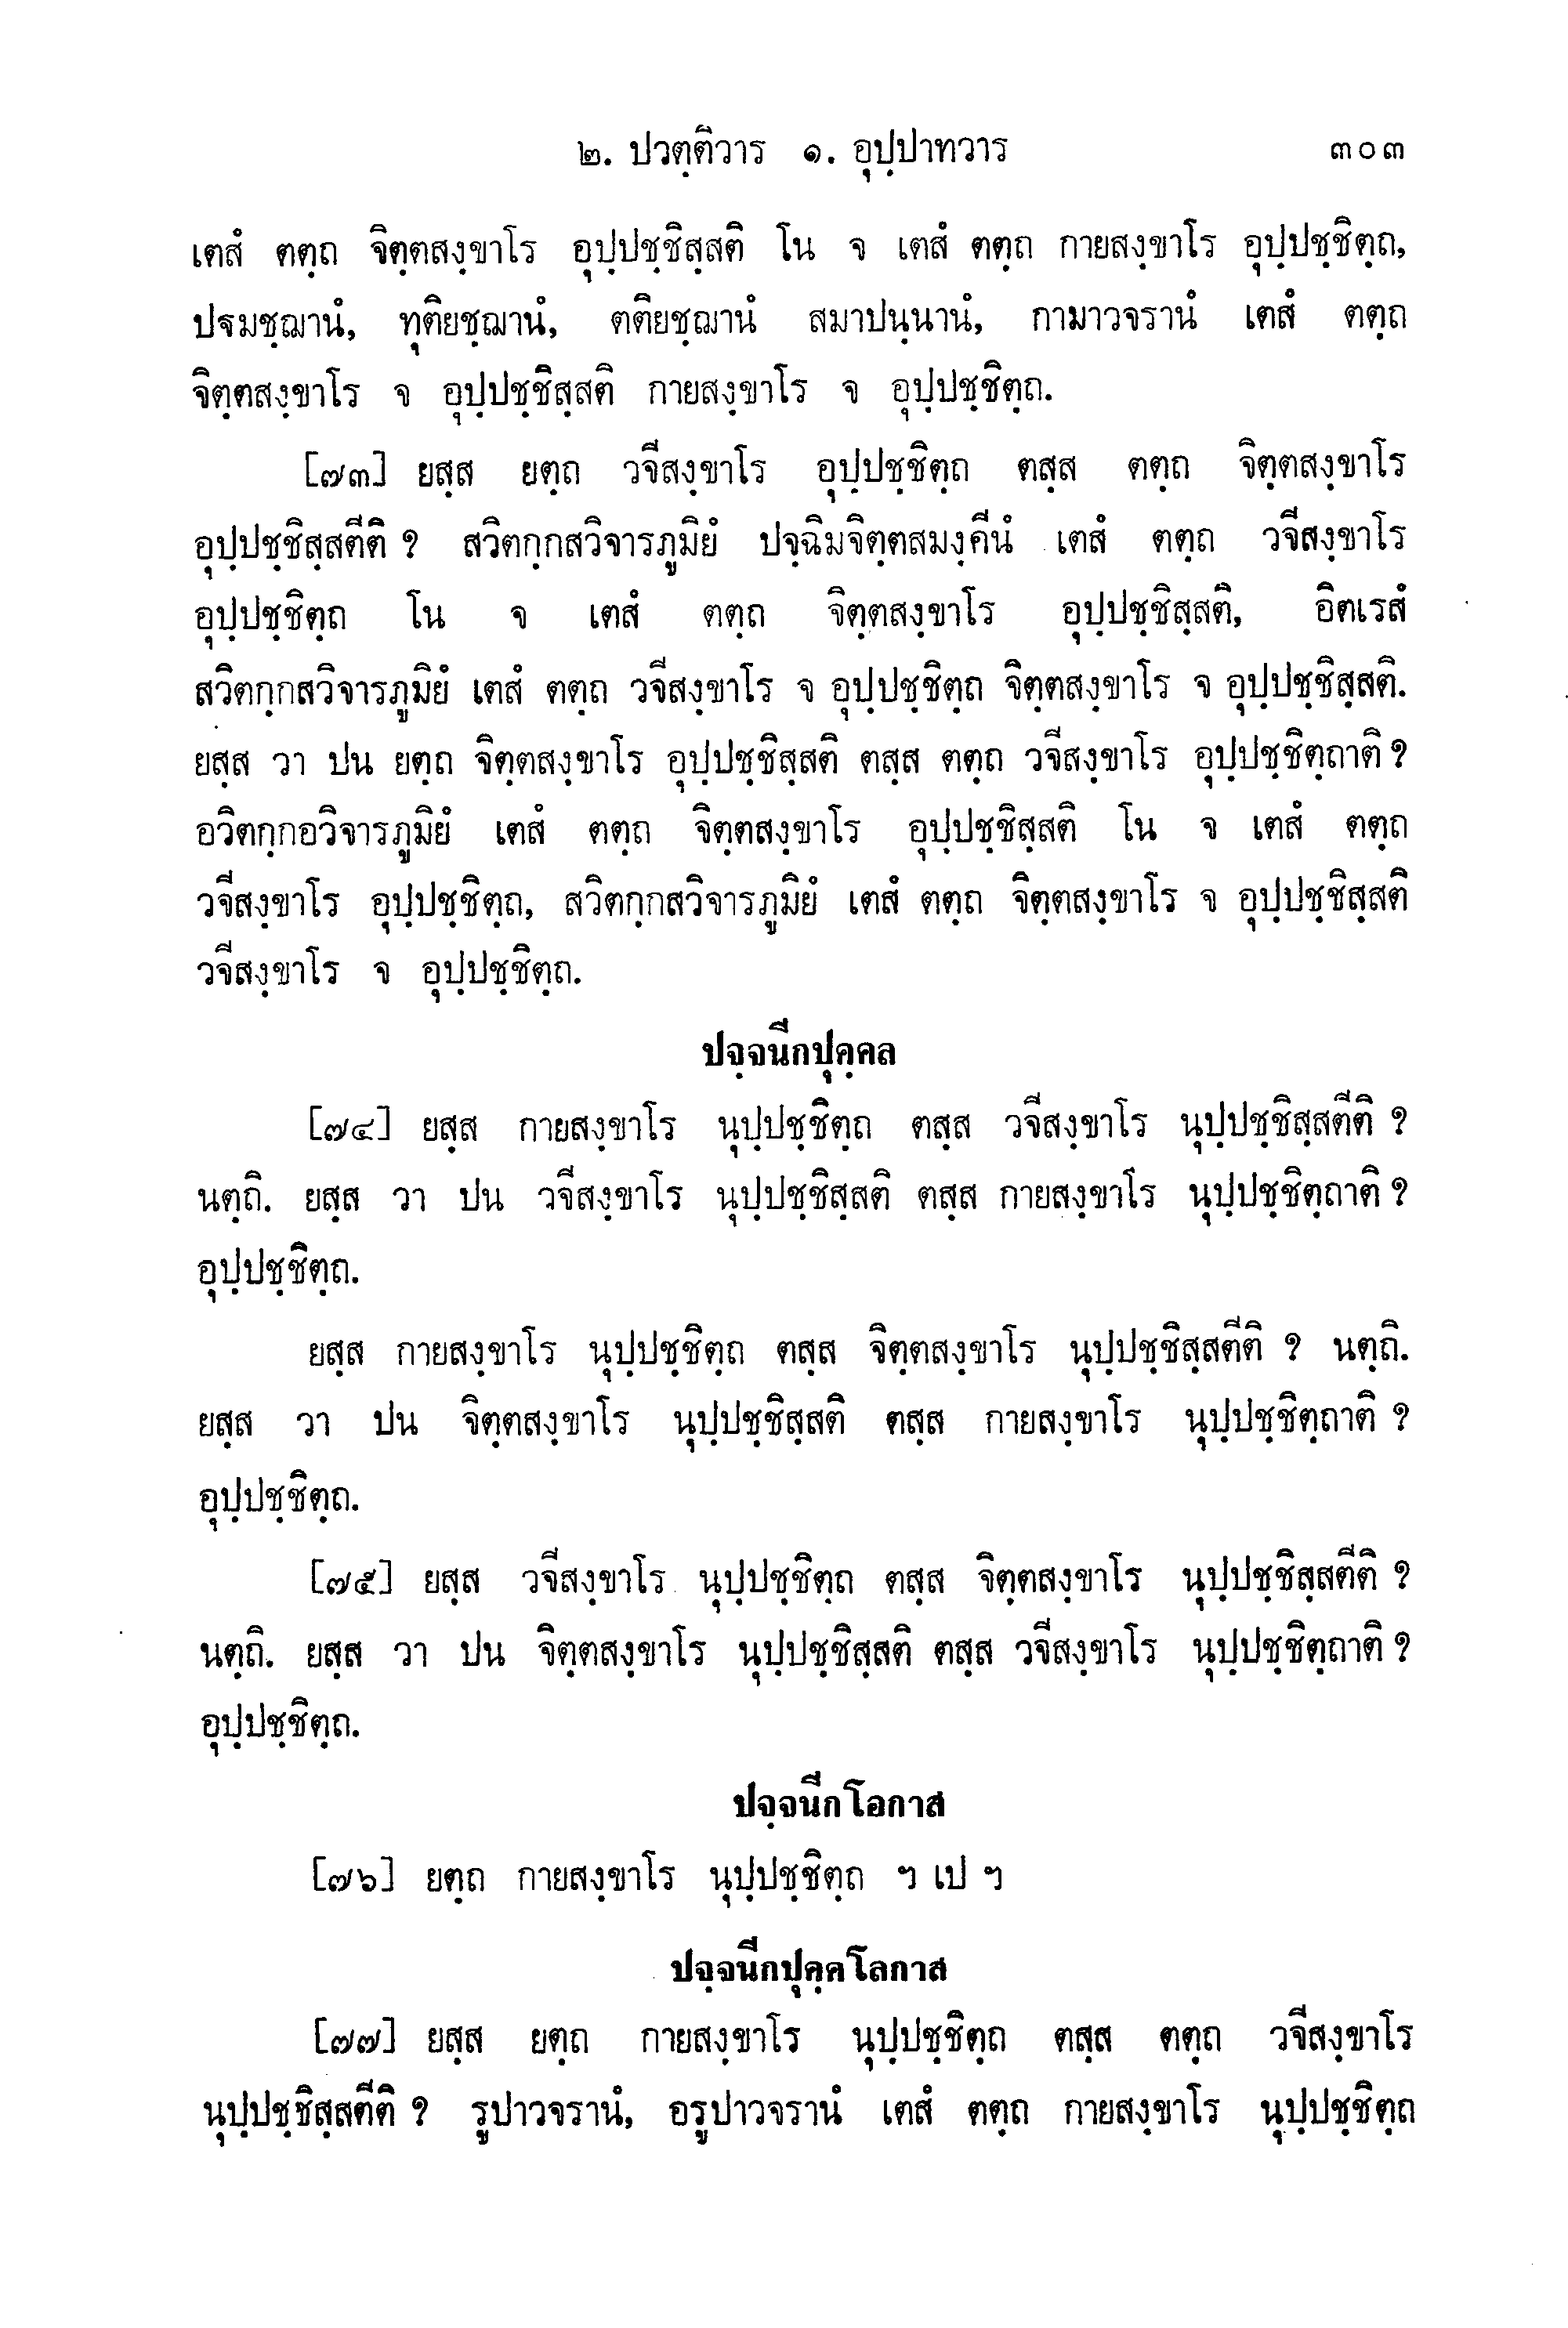 ๒. ปวตฺติวาร ๑. อุปฺปาทวาร ๓๐๓
เตสํ ตตฺถ จิตฺตสงฺขาโร อุปฺปชฺชิสฺสติ โน จ เตสํ ตตฺถ กายสงฺขาโร อุปฺปชฺชิตฺถ,
ปฐมชฺฌานํ, ทุติยชฺฌานํ, ตติยชฺฌานํ สมาปนฺนานํ, กามาวจรานํ เตสํ ตตฺถ
จิตฺตสงฺขาโร จ อุปฺปชฺชิสฺสติ กายสงฺขาโร จ อุปฺปชฺชิตฺถ.
[๗๓] ยสฺส ยตฺถ วจีสงฺขาโร อุปฺปชฺชิตฺถ ตสฺส ตตฺถ จิตฺตสงฺขาโร
อุปฺปชฺชิสฺสตีติ ? สวิตกฺกสวิจารภูมิยํ ปจฺฉิมจิตฺตสมงฺคีนํ เตสํ ตตฺถ วจีสงฺขาโร
อุปฺปชฺชิตฺถ โน จ เตสํ ตตฺถ จิตฺตสงฺขาโร อุปฺปชฺชิสฺสติ, อิตเรสํ
สวิตกฺกสวิจารภูมิยํ เตสํ ตตฺถ วจีสงฺขาโร จ อุปฺปชฺชิตฺถ จิตฺตสงฺขาโร จ อุปฺปชฺชิสฺสติ.
ยสฺส วา ปน ยตฺถ จิตฺตสงฺขาโร อุปฺปชฺชิสฺสติ ตสฺส ตตฺถ วจีสงฺขาโร อุปฺปชฺชิตฺถาติ ?
อวิตกฺกอวิจารภูมิยํ เตสํ ตตฺถ จิตฺตสงฺขาโร อุปฺปชฺชิสฺสติ โน จ เตสํ ตตฺถ
วจีสงฺขาโร อุปฺปชฺชิตฺถ, สวิตกฺกสวิจารภูมิยํ เตสํ ตตฺถ จิตฺตสงฺขาโร จ อุปฺปชฺชิสฺสติ
วจีสงฺขาโร จ อุปฺปชฺชิตฺถ.
ปจฺจนีกปุคฺคล
[๗๔] ยสฺส กายสงฺขาโร นุปฺปชฺชิตฺถ ตสฺส วจีสงฺขาโร นุปฺปชฺชิสฺสตีติ ?
นตฺถิ. ยสฺส วา ปน วจีสงฺขาโร นุปฺปชฺชิสฺสติ ตสฺส กายสงฺขาโร นุปฺปชฺชิตฺถาติ ?
อุปฺปชฺชิตฺถ.
ยสฺส กายสงฺขาโร นุปฺปชฺชิตฺถ ตสฺส จิตฺตสงฺขาโร นุปฺปชฺชิสฺสตีติ ? นตฺถิ.
ยสฺส วา ปน จิตฺตสงฺขาโร นุปฺปชฺชิสฺสติ ตสฺส กายสงฺขาโร นุปฺปชฺชิตฺถาติ ?
อุปฺปชฺชิตฺถ.
[๗๕] ยสฺส วจีสงฺขาโร นุปฺปชฺชิตฺถ ตสฺส จิตฺตสงฺขาโร นุปฺปชฺชิสฺสตีติ ?
นตฺถิ. ยสฺส วา ปน จิตฺตสงฺขาโร นุปฺปชฺชิสฺสติ ตสฺส วจีสงฺขาโร นุปฺปชฺชิตฺถาติ ?
อุปฺปชฺชิตฺถ.
ปจฺจนีกโอกาส
[๗๖] ยตฺถ กายสงฺขาโร นุปฺปชฺชิตฺถ ฯ เป ฯ
ปจฺจนีกปุคฺคโลกาส
[๗๗] ยสฺส ยตฺถ กายสงฺขาโร นุปฺปชฺชิตฺถ ตสฺส ตตฺถ วจีสงฺขาโร
นุปฺปชฺชิสฺสตีติ ? รูปาวจรานํ, อรูปาวจรานํ เตสํ ตตฺถ กายสงฺขาโร นุปฺปชฺชิตฺถ